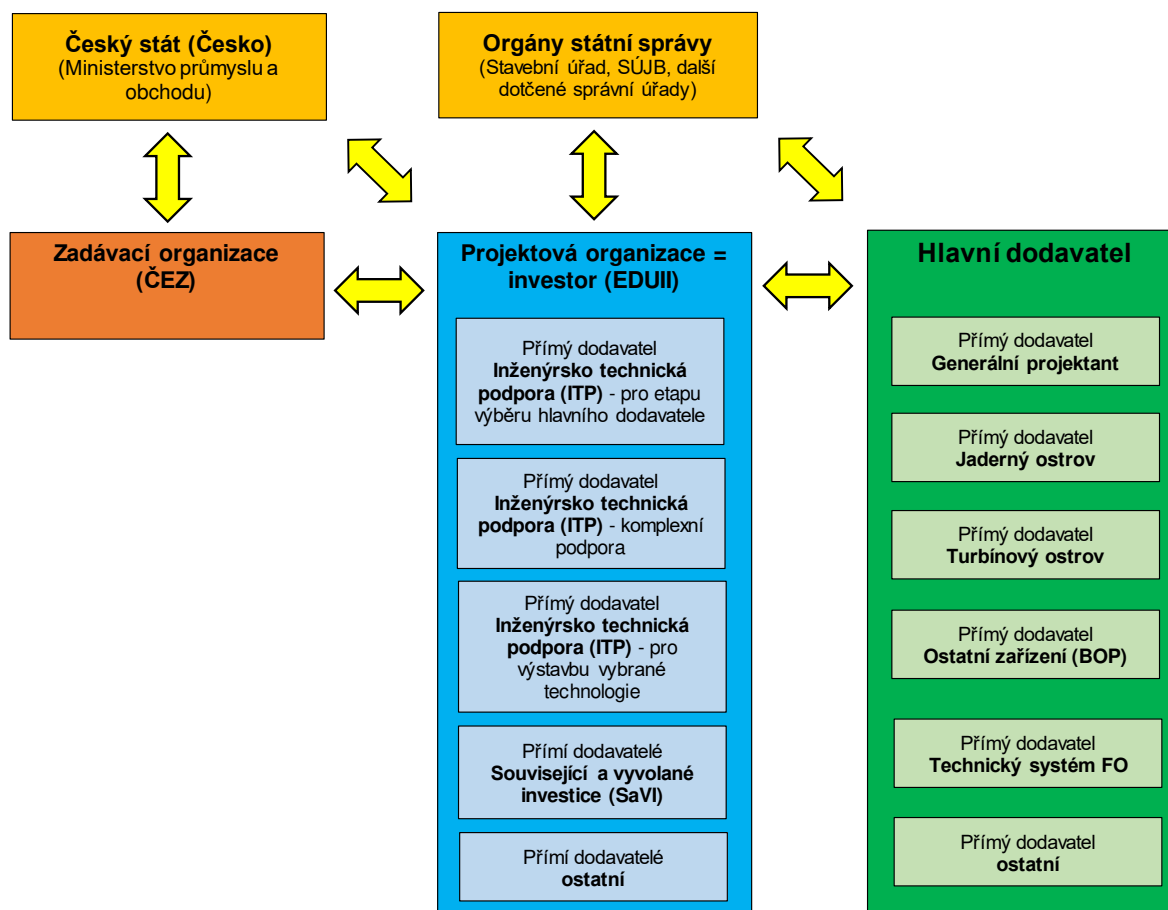 Český stát (Česko)
(Ministerstvo průmyslu a
obchodu)
Orgány státní správy
(Stavební úřad, SÚJB, další
dotčené správní úřady)
Zadávací organizace
(ČEZ)
Projektová organizace =
investor (EDUII)
Přímý dodavatel
Inženýrsko technická
podpora (ITP) - pro etapu
výběru hlavního dodavatele
Přímý dodavatel
Inženýrsko technická
podpora (ITP) - komplexní
podpora
Přímý dodavatel
Inženýrsko technická
podpora (ITP) - pro
výstavbu vybrané
technologie
Přímí dodavatelé
Související a vyvolané
investice (SaVI)
Přímí dodavatelé
ostatní
Hlavní dodavatel
Přímý dodavatel
Generální projektant
Přímý dodavatel
Jaderný ostrov
Přímý dodavatel
Turbínový ostrov
Přímý dodavatel
Ostatní zařízení (BOP)
Přímý dodavatel
Technický systém FO
Přímý dodavatel
ostatní